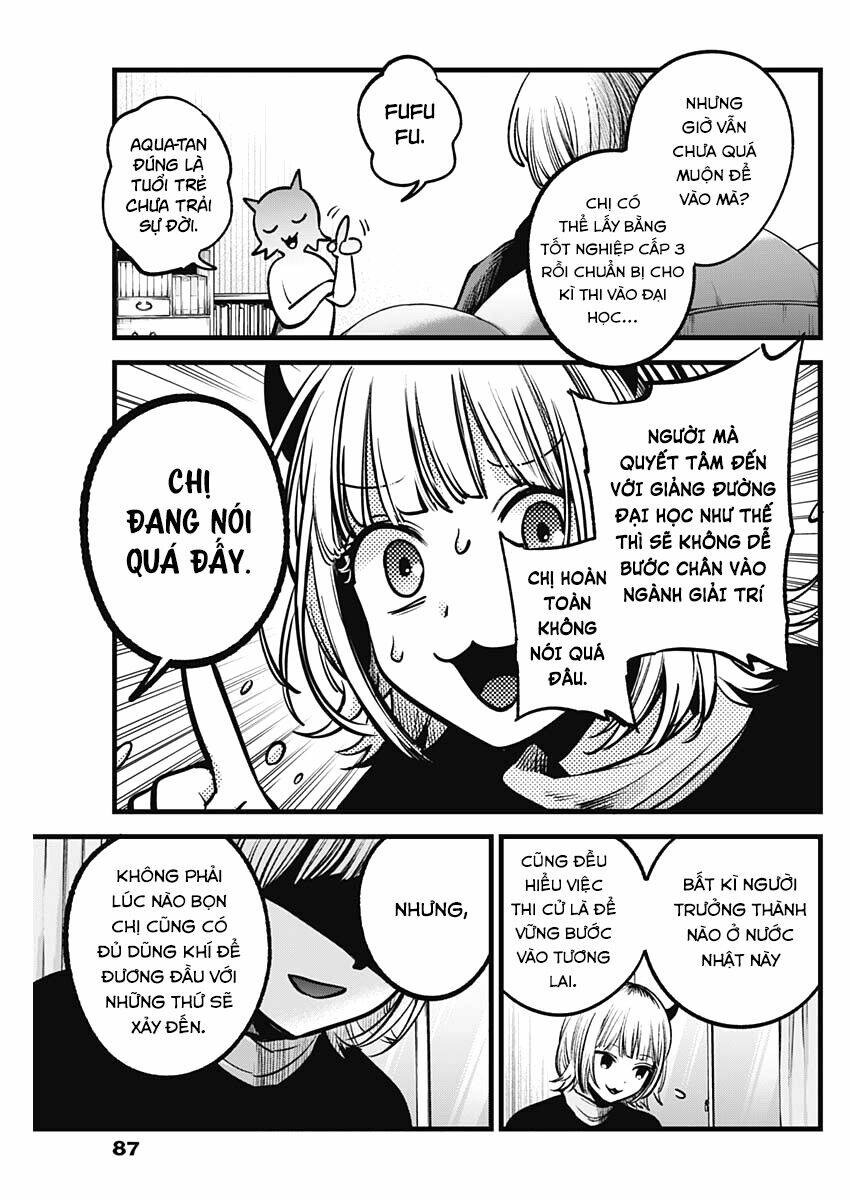 NHƯNG
GIỜ VẪN
CHƯA QUÁ
MUỘN ĐỂ
VÀO MÀ?
CHỊ CÓ
THỂ LẤY BẰNG
TỐT NGHIỆP CẤP 3
RỒI CHUẨN BỊ CHO
KÌ THI VÀO ĐẠI
HỌC...
FUFU
FU.
AQUA-TAN
ĐÚNG LÀ
TUỔI TRẺ
CHƯA TRẢI
SỰ ĐỜI.
NGƯỜI MÀ
QUYẾT TÂM ĐẾN
VỚI GIẢNG ĐƯỜNG
ĐẠI HỌC NHƯ THẾ
THÌ SẼ KHÔNG DỄ
BƯỚC CHÂN VÀO
NGÀNH GIẢI TRÍ
CHỊ HOÀN
TOÀN
KHÔNG
NÓI QUÁ
ĐÂU.
CHỊ
ĐANG NÓI
QUÁ ĐẤY.
BẤT KÌ NGƯỜI
TRƯỞNG THÀNH
NÀO Ở NƯỚC
NHẬT NÀY
CŨNG ĐỀU
HIỂU VIỆC
THI CỬ LÀ ĐỂ
VỮNG BƯỚC
VÀO TƯƠNG
LAI.
NHƯNG,
KHÔNG PHẢI
LÚC NÀO BỌN
CHỊ CŨNG CÓ
ĐỦ DŨNG KHÍ ĐỂ
ĐƯƠNG ĐẦU VỚI
NHỮNG THỨ SẼ
XẢY ĐẾN.
87